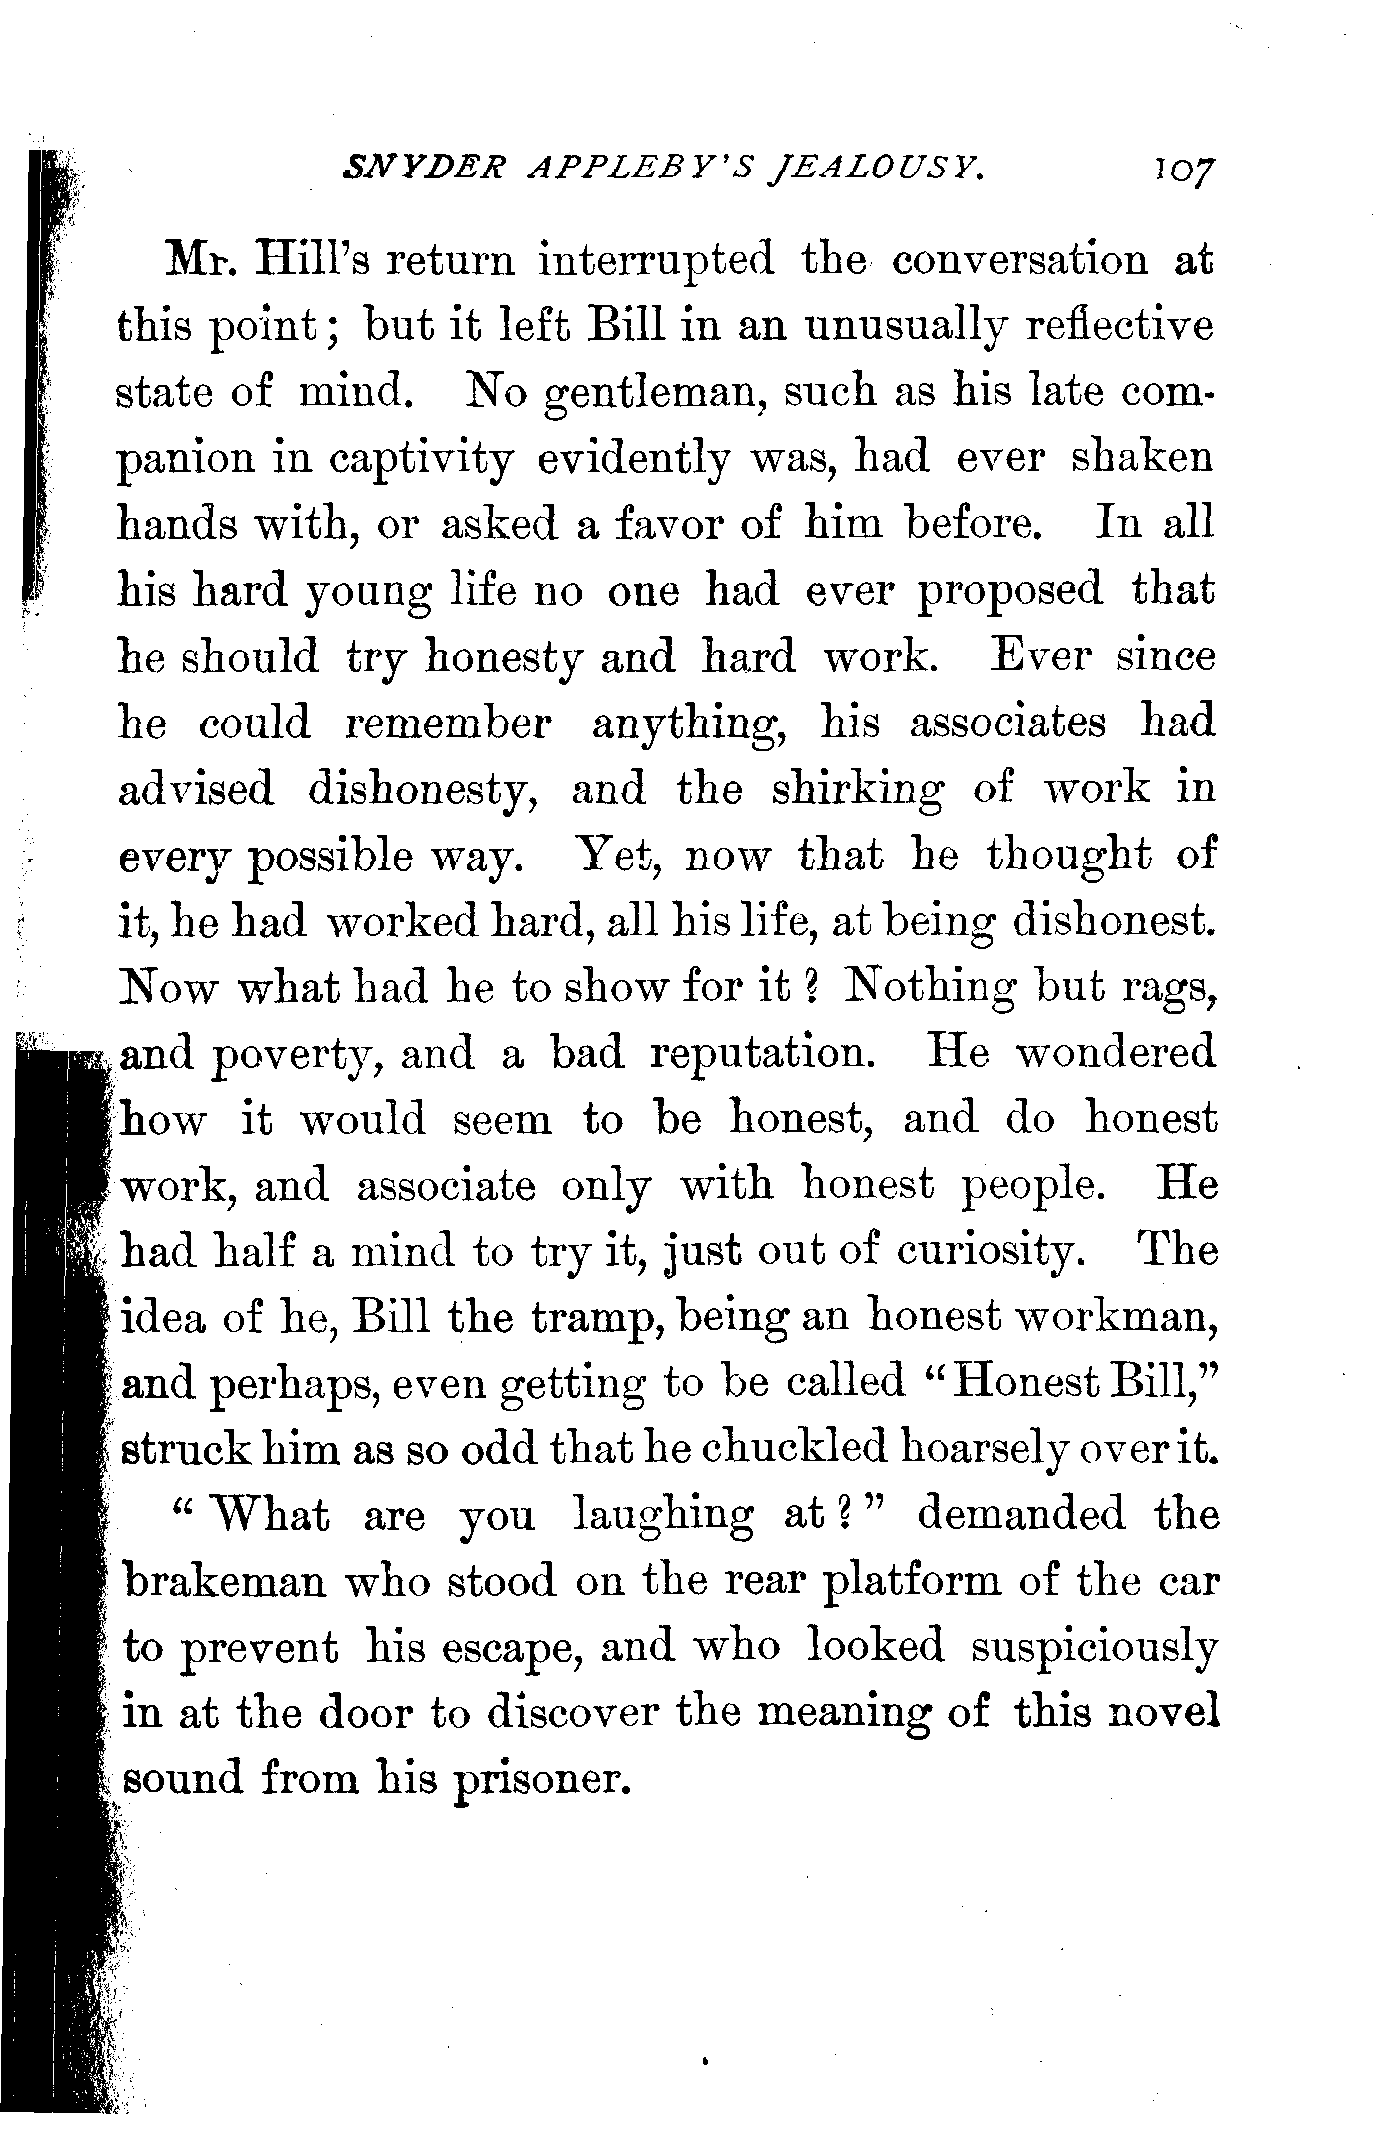 SNYDER APPLEBY'S JEALOUSY. 107
Mr. Hill's return interrupted the conversation at
this point; but it left Bill in an unusually reflective
state of mind. No gentleman, such as his late com-
panion in captivity evidently was, had ever shaken
hands with, or asked a favor of him before. In all
his hard young life no one had ever proposed that
he should try honesty and hard work. Ever since
he could remember anything, his associates had
advised dishonesty, and the shirking of work in
every possible way. Yet, now that he thought of
it, he had worked hard, all his life, at being dishonest.
Now what had he to show for it? Nothing but rags,
and poverty, and a bad reputation. He wondered
how it would seem to be honest, and do honest
work, and associate only with honest people. He
had half a mind to try it, just out of curiosity. The
idea of he, Bill the tramp, being an honest workman,
and perhaps, even getting to be called “Honest Bill,”
struck him as so odd that he chuckled hoarsely over it.
“What are you laughing at?” demanded the
brakeman who stood on the rear platform of the car
to prevent his escape, and who looked suspiciously
in at the door to discover the meaning of this novel
sound from his prisoner.